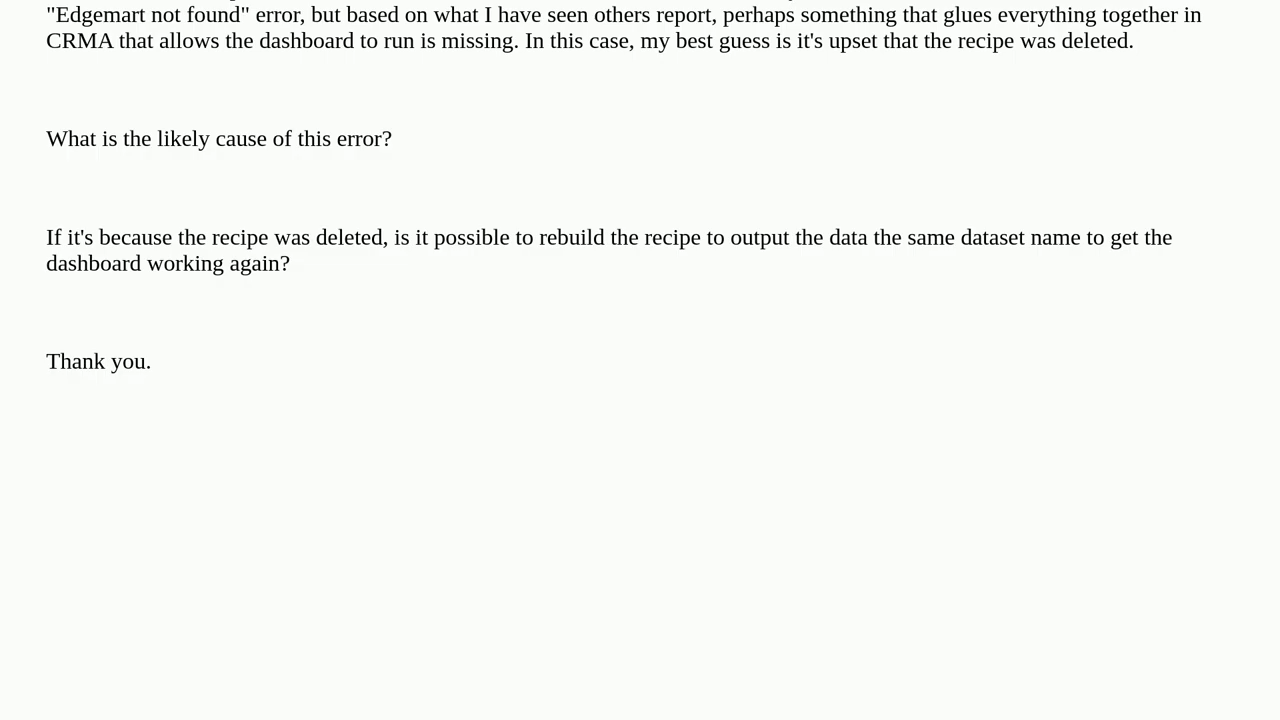 "Edgemart not found" error, but based on what I have seen others report, perhaps something that glues everything together in
CRMA that allows the dashboard to run is missing. In this case, my best guess is it's upset that the recipe was deleted.
What is the likely cause of this error?
If it's because the recipe was deleted, is it possible to rebuild the recipe to output the data the same dataset name to get the
dashboard working again?
Thank you.